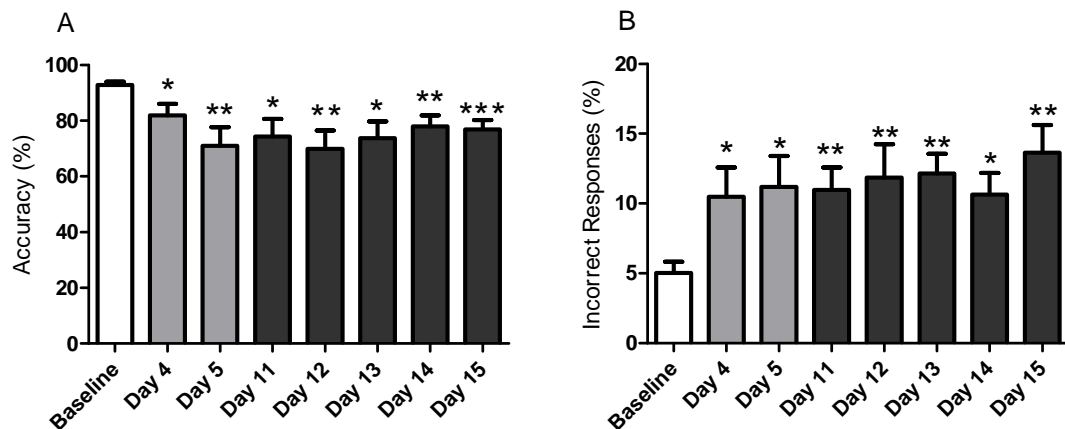 A
Accuracy (%)
100
80
60
40
20
0
*
**
*
**
*
**
***
Baseline
Day 4
Day 5
Day 11
Day 12
Day 13
Day 14
Day 15
B
Incorrect Responses (%)
20
15
10
5
0
*
*
**
**
**
*
**
Baseline
Day 4
Day 5
Day 11
Day 12
Day 13
Day 14
Day 15